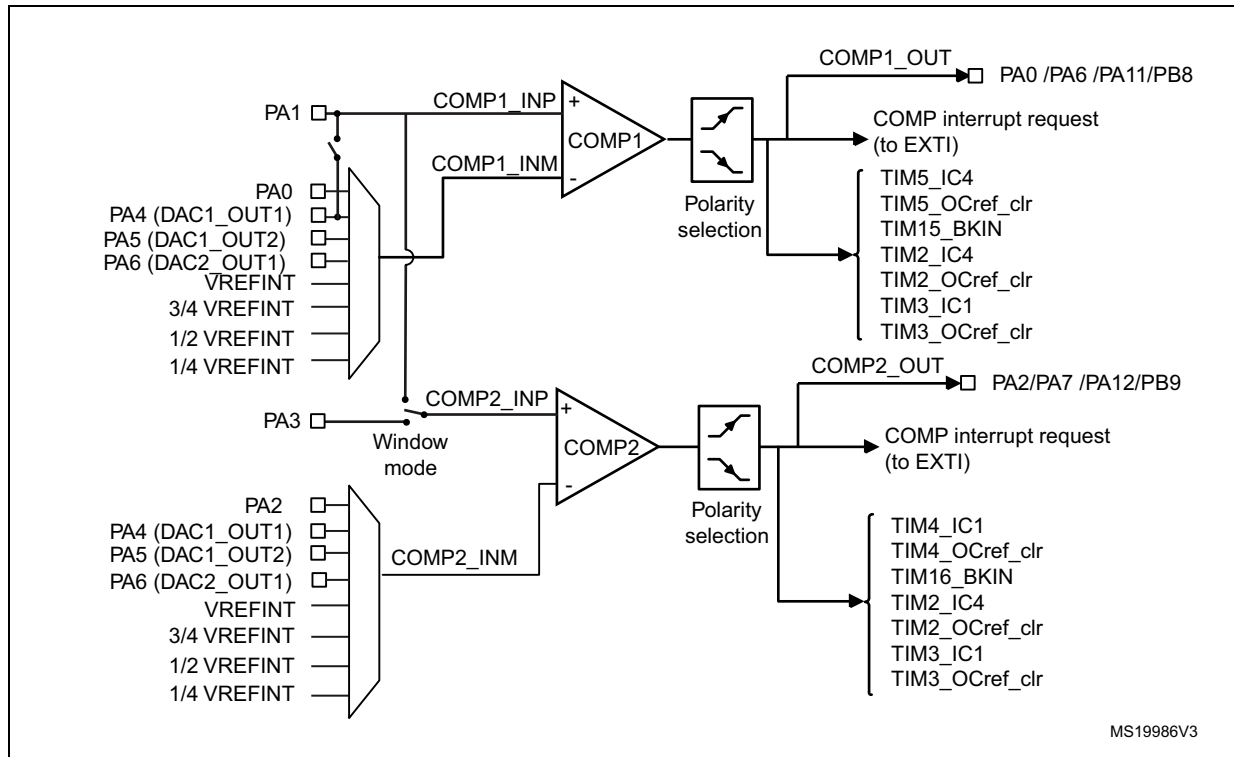 COMP1_OUT
PA0 /PA6 /PA11/PB8
PA1
COMP1_INP
+
COMP1
COMP1_INM
-
Polarity
selection
COMP interrupt request
(to EXTI)
PA0
PA4 (DAC1_OUT1)
PA5 (DAC1_OUT2)
PA6 (DAC2_OUT1)
VREFINT
3/4 VREFINT
1/2 VREFINT
1/4 VREFINT
TIM5_IC4
TIM5_OCref_clr
TIM15_BKIN
TIM2_IC4
TIM2_OCref_clr
TIM3_IC1
TIM3_OCref_clr
COMP2_OUT
PA2/PA7 /PA12/PB9
PA3
Window
mode
COMP2_INP
+
COMP2
-
Polarity
selection
COMP interrupt request
(to EXTI)
PA2
PA4 (DAC1_OUT1)
PA5 (DAC1_OUT2)
PA6 (DAC2_OUT1)
VREFINT
3/4 VREFINT
1/2 VREFINT
1/4 VREFINT
COMP2_INM
TIM4_IC1
TIM4_OCref_clr
TIM16_BKIN
TIM2_IC4
TIM2_OCref_clr
TIM3_IC1
TIM3_OCref_clr
MS19986V3